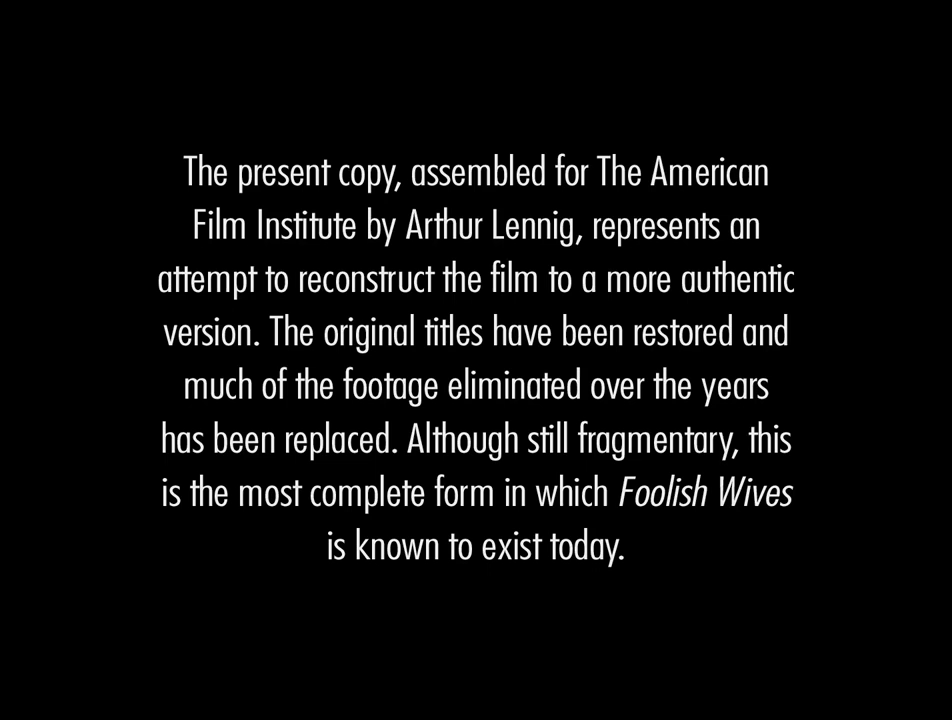 The present copy, assembled for The American
Film Institute by Arthur Lennig, represents an
attempt to reconstruct the film to a more authentic
version. The original titles have been restored and
much of the footage eliminated over the years
has been replaced. Although still fragmentary, this
is the most complete form in which Foolish Wives
is known to exist today.